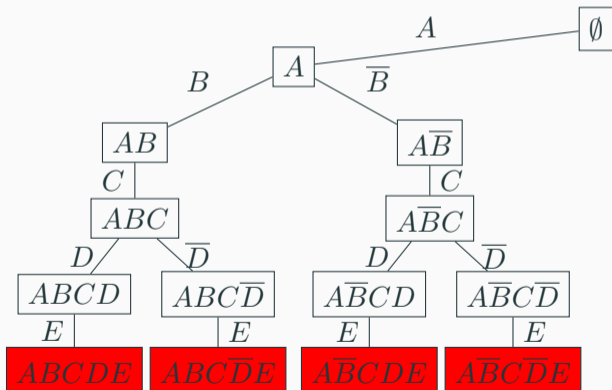 A ∅
A
B B̅
AB AB̅
C C
ABC AB̅C
D D̅ D D̅
ABCD ABCD̅ AB̅CD AB̅CD̅
E E E E
ABCDE ABCD̅E AB̅CDE AB̅CD̅E